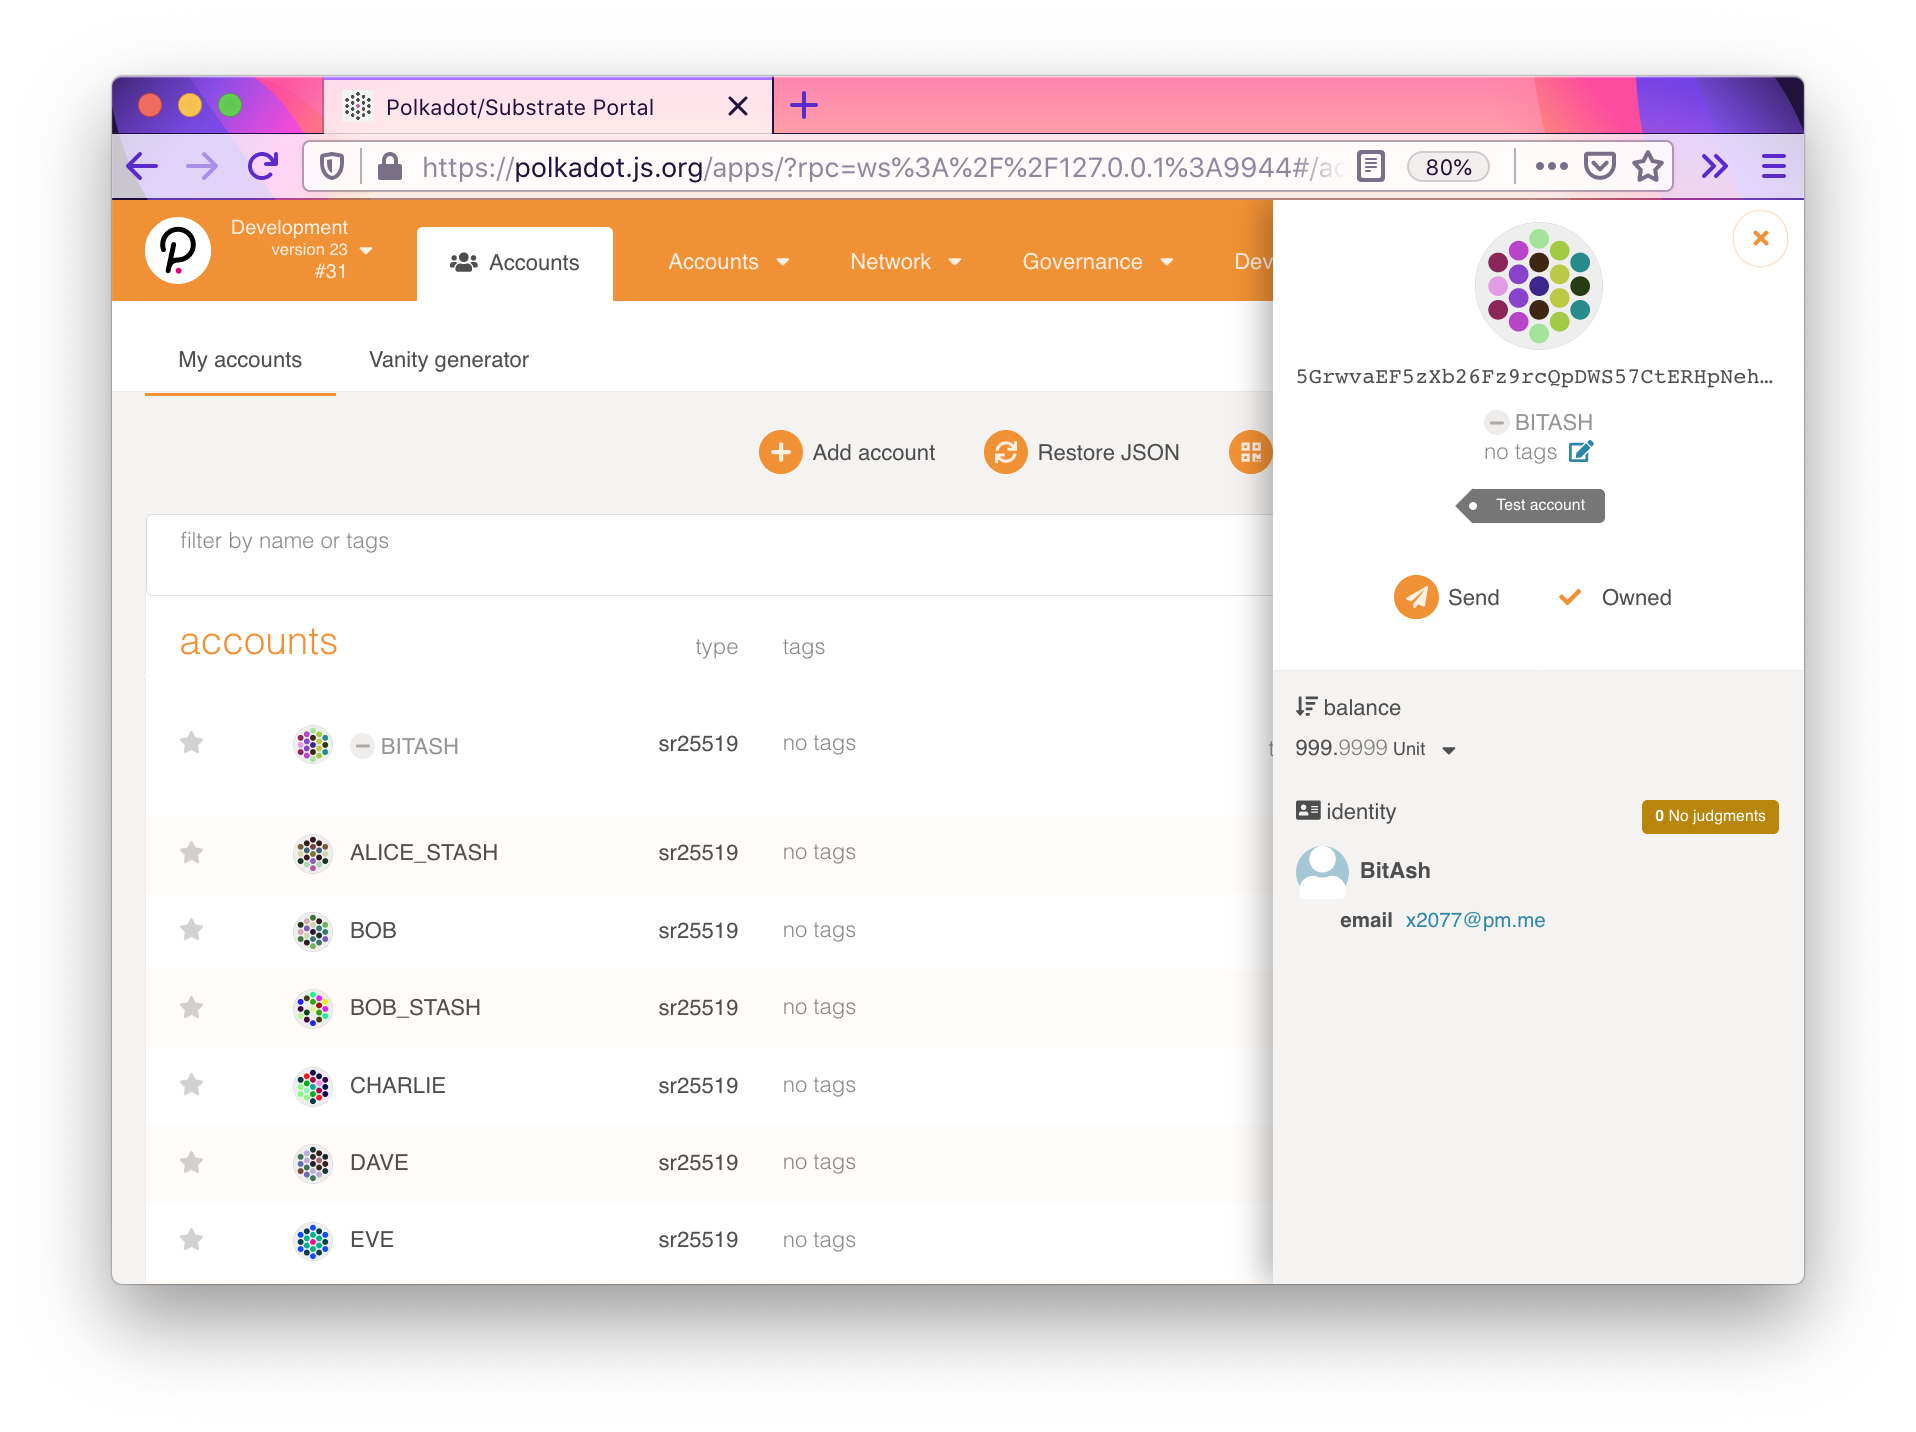 Polkadot/Substrate Portal
https://polkadot.js.org/apps/?rpc=ws%3A%2F%2F127.0.0.1%3A9944#/ac
80%
Development
version 23
#31
Accounts
Accounts
Network
Governance
Dev
My accounts
Vanity generator
Add account
Restore JSON
filter by name or tags
accounts type tags
BITASH sr25519 no tags t
ALICE_STASH sr25519 no tags
BOB sr25519 no tags
BOB_STASH sr25519 no tags
CHARLIE sr25519 no tags
DAVE sr25519 no tags
EVE sr25519 no tags
5GrwvaEF5zXb26Fz9rcQpDWS57CtERHpNeh…
BITASH
no tags
Test account
Send
Owned
balance
999.9999 Unit
identity
0 No judgments
BitAsh
email x2077@pm.me